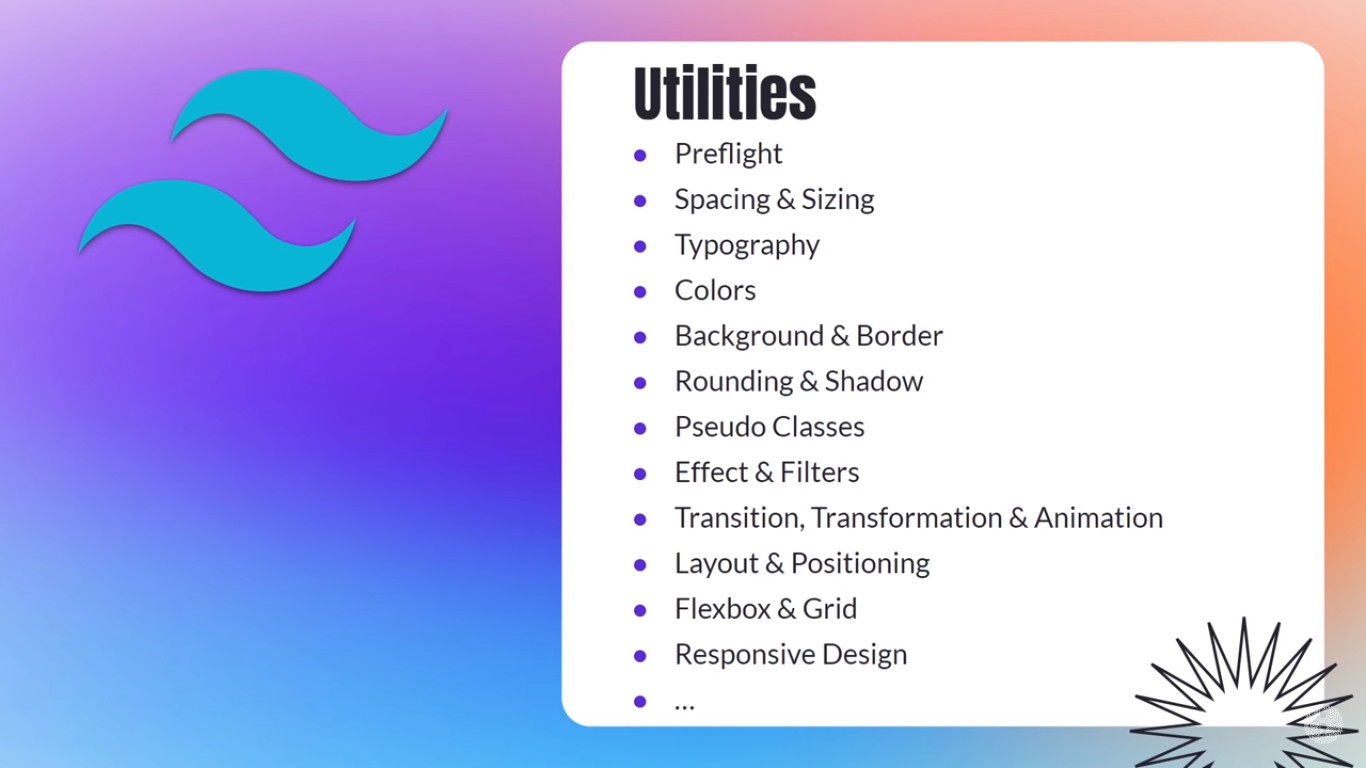 Utilities
• Preflight
• Spacing & Sizing
• Typography
• Colors
• Background & Border
• Rounding & Shadow
• Pseudo Classes
• Effect & Filters
• Transition, Transformation & Animation
• Layout & Positioning
• Flexbox & Grid
• Responsive Design
• ...